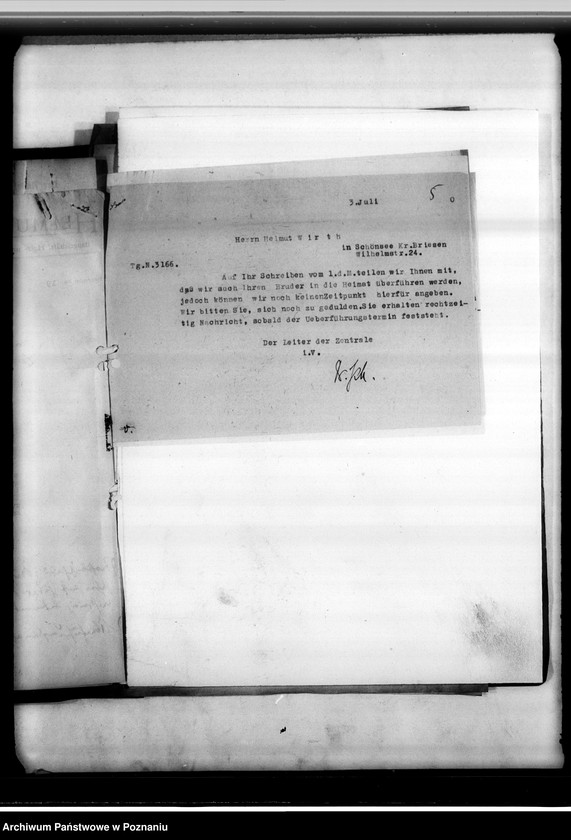 3.Juli
5
Herrn Helmut W i r t h
in Schönsee Kr.Briesen
Wilhelmstr.24.
Tg.N.3166.
Auf Ihr Schreiben vom 1.d.M.teilen wir Ihnen mit,
das wir auch Ihren Bruder in die Heimat überführen werden,
jedoch können wir noch keinenZeitpunkt hierfür angeben.
Wir bitten Sie, sich noch zu gedulden.Sie erhalten rechtzei-
tig Nachricht, sobald der Ueberführungstermin feststeht.
Der Leiter der Zentrale
i.V.
Archiwum Państwowe w Poznaniu